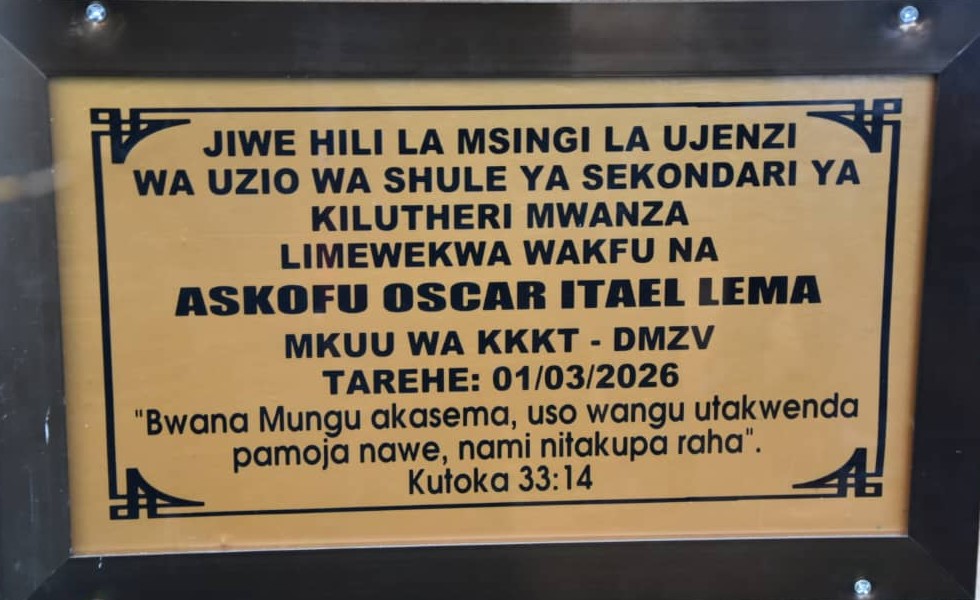 JIWE HILI LA MSINGI LA UJENZI
WA UZIO WA SHULE YA SEKONDARI YA
KILUTHERI MWANZA
LIMEWEKWA WAKFU NA
ASKOFU OSCAR ITAEL LEMA
MKUU WA KKKT - DMZV
TAREHE: 01/03/2026
"Bwana Mungu akasema, uso wangu utakwenda
pamoja nawe, nami nitakupa raha".
Kutoka 33:14